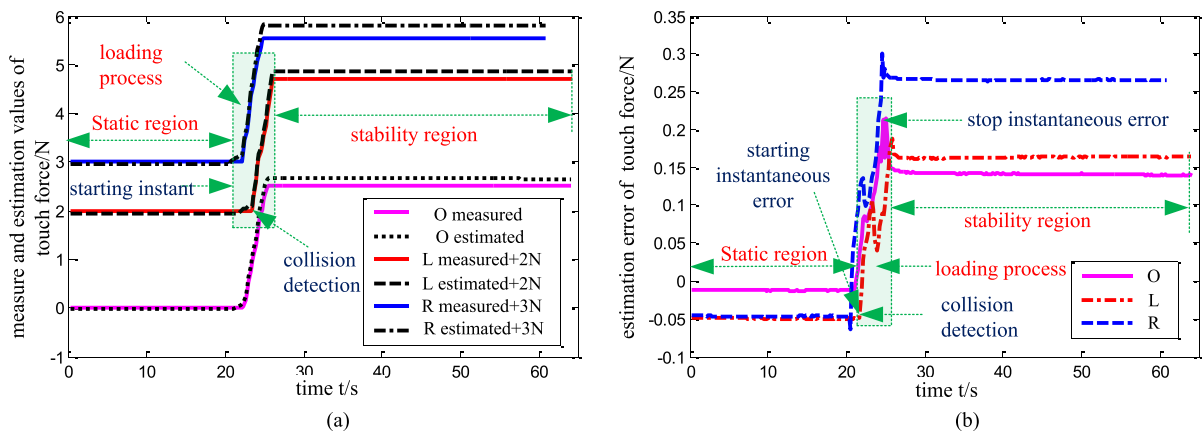 measure and estimation values of
touch force/N
6
5
4
3
2
1
0
-1
0
10
20
30
40
50
60
time t/s
loading
process
Static region
stability region
starting instant
collision
detection
O measured
O estimated
L measured+2N
L estimated+2N
R measured+3N
R estimated+3N
(a)
estimation error of touch force/N
0.35
0.3
0.25
0.2
0.15
0.1
0.05
0
-0.05
-0.1
0
10
20
30
40
50
60
time t/s
stop instantaneous error
starting
instantaneous
error
stability region
Static region
loading process
collision
detection
O
L
R
(b)